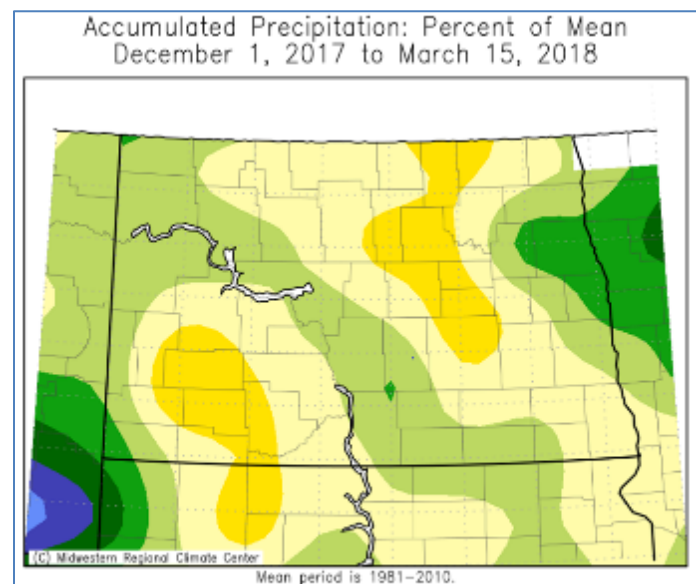 Accumulated Precipitation: Percent of Mean
December 1, 2017 to March 15, 2018
(C) Midwestern Regional Climate Center
Mean period is 1981-2010.